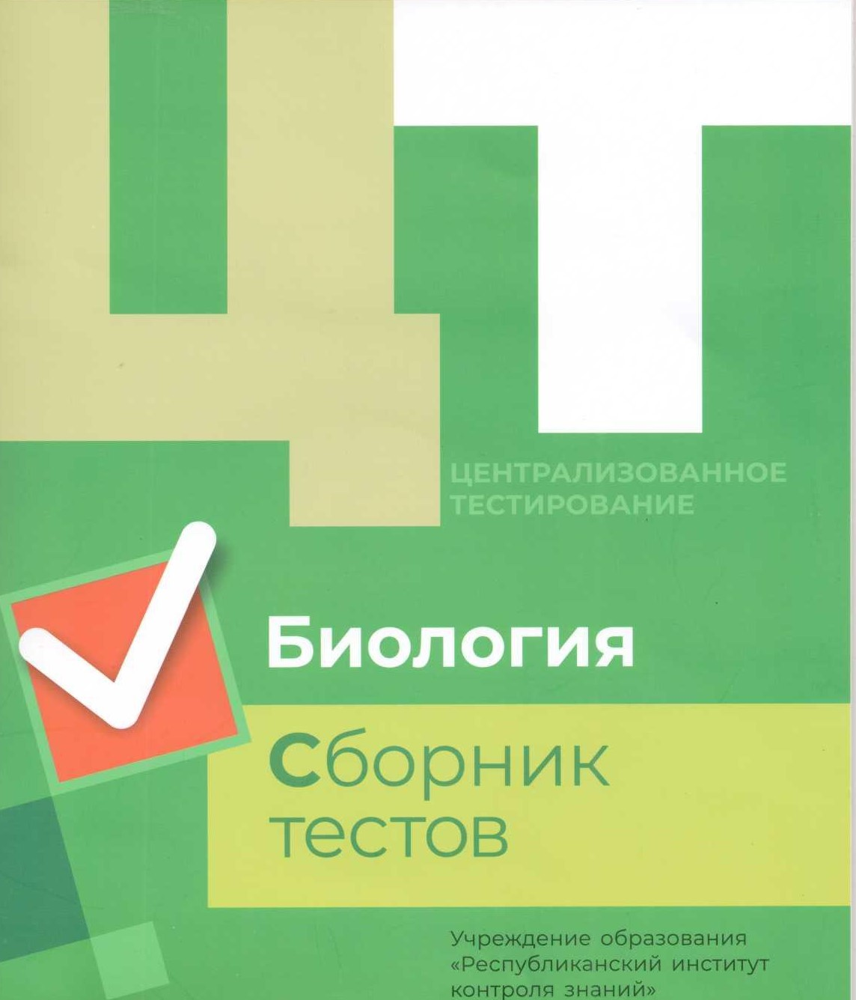 ЦТ
ЦЕНТРАЛИЗОВАННОЕ
ТЕСТИРОВАНИЕ
Биология
Сборник
тестов
Учреждение образования
«Республиканский институт
контроля знаний»